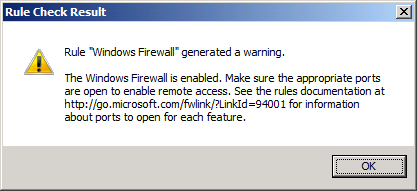 Rule Check Result
Rule "Windows Firewall" generated a warning.
The Windows Firewall is enabled. Make sure the appropriate ports
are open to enable remote access. See the rules documentation at
http://go.microsoft.com/fwlink/?LinkId=94001 for information
about ports to open for each feature.
OK